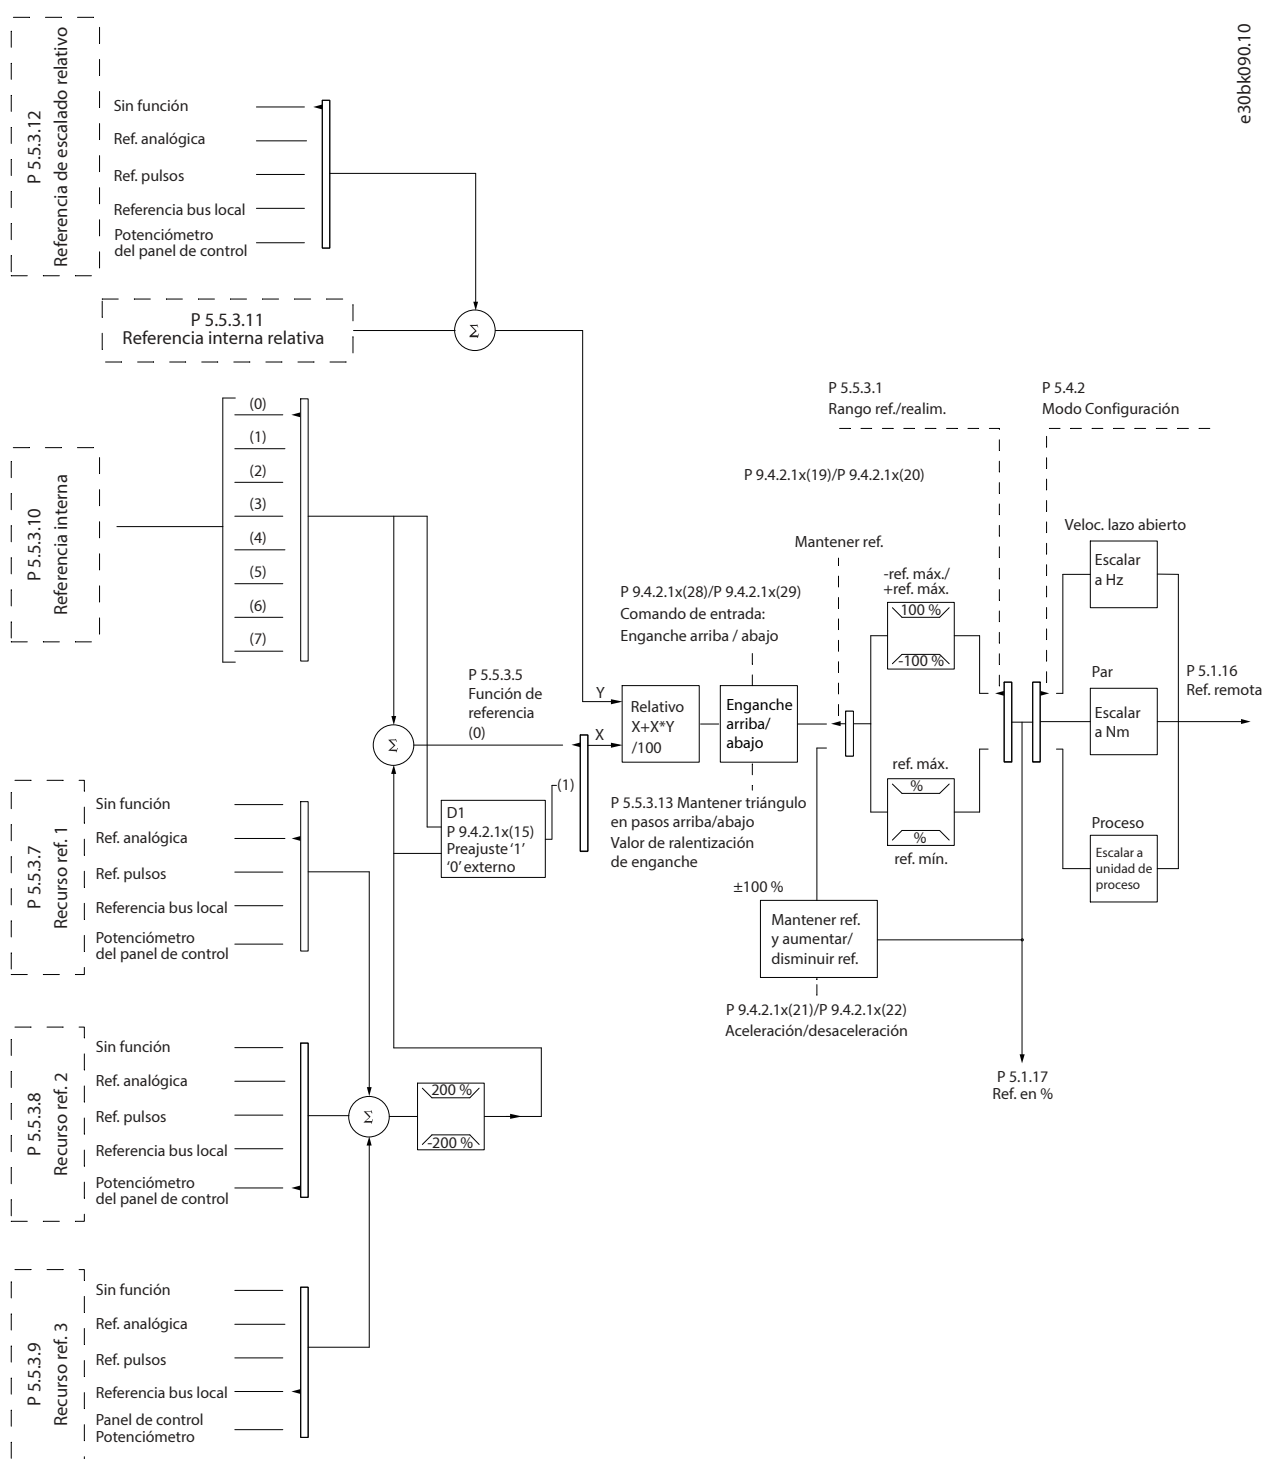 e30bk090.10
P 5.5.3.12
Referencia de escalado relativo
Sin función
Ref. analógica
Ref. pulsos
Referencia bus local
Potenciómetro
del panel de control
P 5.5.3.11
Referencia interna relativa
Σ
P 5.5.3.10
Referencia interna
(0)
(1)
(2)
(3)
(4)
(5)
(6)
(7)
P 5.5.3.1
Rango ref./realim.
P 5.4.2
Modo Configuración
P 9.4.2.1x(19)/P 9.4.2.1x(20)
Mantener ref.
Veloc. lazo abierto
Escalar
a Hz
-ref. máx./
+ref. máx.
100 %
-100 %
P 9.4.2.1x(28)/P 9.4.2.1x(29)
Comando de entrada:
Enganche arriba / abajo
P 5.5.3.5
Función de
referencia
(0)
Σ
Y
X
Relativo
X+X*Y
/100
Enganche
arriba/
abajo
Par
Escalar
a Nm
P 5.1.16
Ref. remota
(1)
D1
P 9.4.2.1x(15)
Preajuste ‘1’
‘0’ externo
P 5.5.3.13 Mantener triángulo
en pasos arriba/abajo
Valor de ralentización
de enganche
ref. máx.
%
%
ref. mín.
Proceso
Escalar a
unidad de
proceso
±100 %
Mantener ref.
y aumentar/
disminuir ref.
P 9.4.2.1x(21)/P 9.4.2.1x(22)
Aceleración/desaceleración
P 5.1.17
Ref. en %
P 5.5.3.7
Recurso ref. 1
Sin función
Ref. analógica
Ref. pulsos
Referencia bus local
Potenciómetro
del panel de control
P 5.5.3.8
Recurso ref. 2
Sin función
Ref. analógica
Ref. pulsos
Referencia bus local
Potenciómetro
del panel de control
Σ
200 %
-200 %
P 5.5.3.9
Recurso ref. 3
Sin función
Ref. analógica
Ref. pulsos
Referencia bus local
Panel de control
Potenciómetro